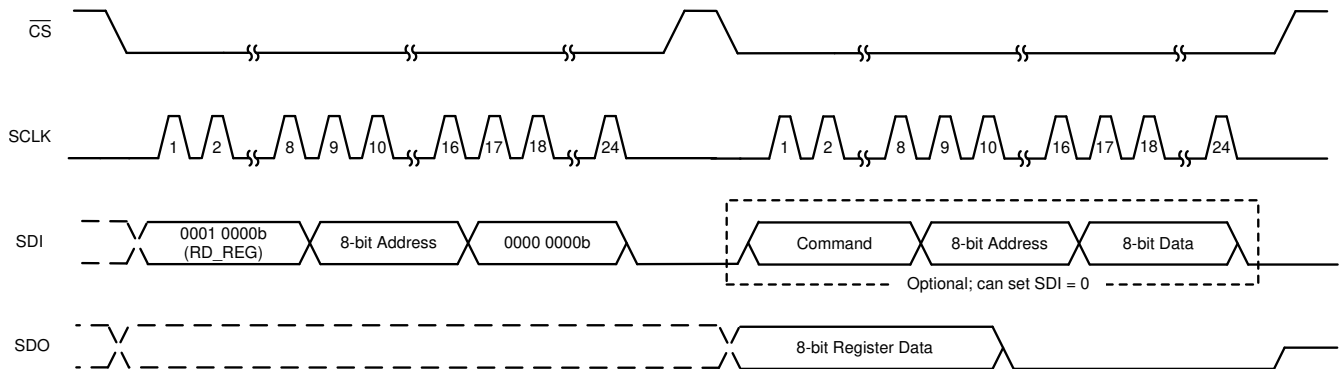 CS
SCLK
1 2 8 9 10 16 17 18 24 1 2 8 9 10 16 17 18 24
SDI
0001 0000b
(RD_REG)
8-bit Address
0000 0000b
Command
8-bit Address
8-bit Data
Optional; can set SDI = 0
SDO
8-bit Register Data